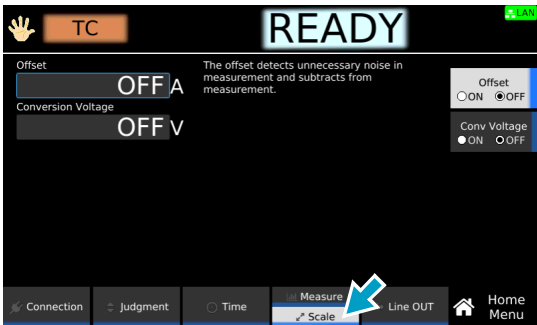 TC
READY
LAN
Offset
OFF A
Conversion Voltage
OFF V
The offset detects unnecessary noise in
measurement and subtracts from
measurement.
Offset
ON OFF
Conv Voltage
ON OFF
Connection
Judgment
Time
Measure
Scale
Line OUT
Home
Menu